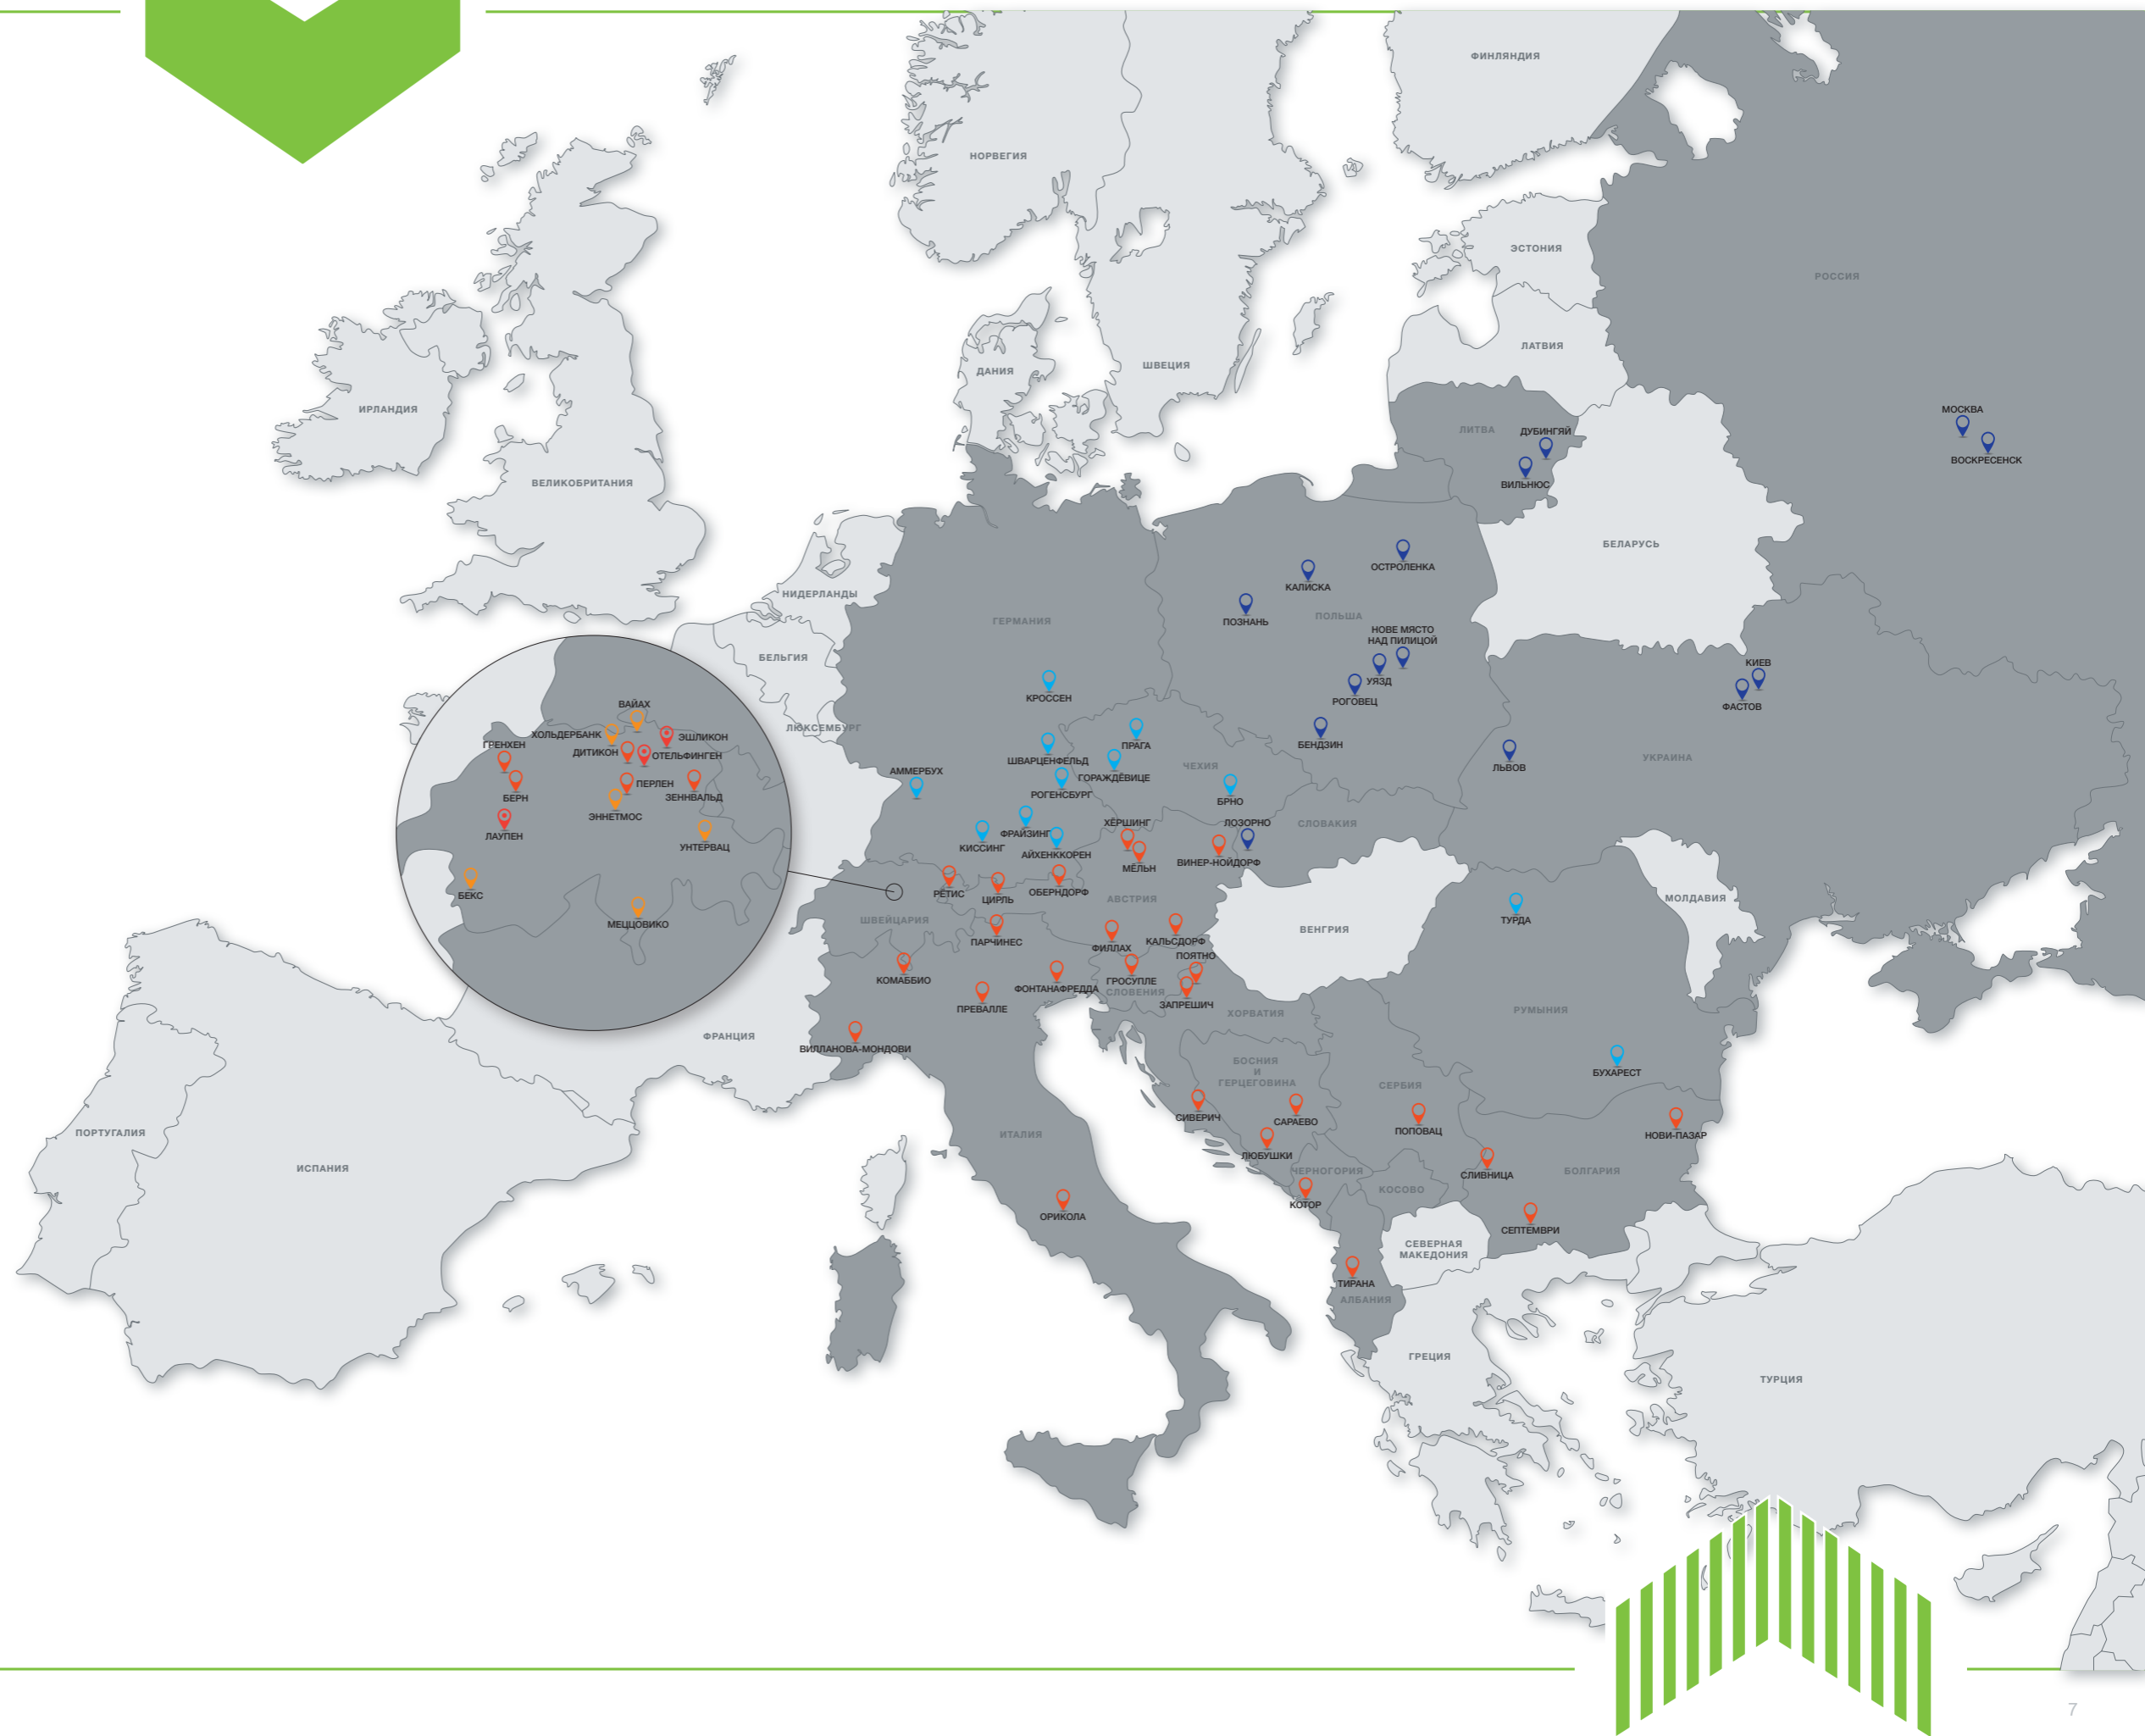 ФИНЛЯНДИЯ
НОРВЕГИЯ
ЭСТОНИЯ
РОССИЯ
ЛАТВИЯ
ШВЕЦИЯ
ДАНИЯ
ИРЛАНДИЯ
МОСКВА
ВОСКРЕСЕНСК
ЛИТВА
ДУБИНГЯЙ
ВИЛЬНЮС
ВЕЛИКОБРИТАНИЯ
БЕЛАРУСЬ
ОСТРОЛЕНКА
КАЛИСКА
НИДЕРЛАНДЫ
ПОЗНАНЬ
ПОЛЬША
ГЕРМАНИЯ
НОВЕ МЯСТО
НАД ПИЛИЦОЙ
БЕЛЬГИЯ
КИЕВ
УЯЗД
КРОССЕН
РОГОВЕЦ
ФАСТОВ
ВАЙАХ
ЛЮКСЕМБУРГ
ХОЛЬДЕРБАНК
ЭШЛИКОН
ГРЕНХЕН
ДИТИКОН
ОТЕЛЬФИНГЕН
ПРАГА
БЕНДЗИН
ШВАРЦЕНФЕЛЬД
ЧЕХИЯ
ЛЬВОВ
УКРАИНА
АММЕРБУХ
ГОРАЖДЁВИЦЕ
ПЕРЛЕН
ЗЕННВАЛЬД
БЕРН
РОГЕНСБУРГ
БРНО
ЭННЕТМОС
ЛАУПЕН
УНТЕРВАЦ
ФРАЙЗИНГ
ХЁРШИНГ
ЛОЗОРНО
СЛОВАКИЯ
КИССИНГ
АЙХЕНККОРЕН
МЁЛЬН
ВИНЕР-НОЙДОРФ
БЕКС
РЁТИС
ЦИРЛЬ
ОБЕРНДОРФ
АВСТРИЯ
МОЛДАВИЯ
МЕЦЦОВИКО
ШВЕЙЦАРИЯ
ТУРДА
ВЕНГРИЯ
ПАРЧИНЕС
ФИЛЛАХ
КАЛЬСДОРФ
ПОЯТНО
КОМАББИО
ФОНТАНАФРЕДДА
ГРОСУПЛЕ
СЛОВЕНИЯ
ПРЕВАЛЛЕ
ЗАПРЕШИЧ
ХОРВАТИЯ
РУМЫНИЯ
ФРАНЦИЯ
ВИЛЛАНОВА-МОНДОВИ
БОСНИЯ
И
ГЕРЦЕГОВИНА
СЕРБИЯ
БУХАРЕСТ
СИВЕРИЧ
САРАЕВО
ПОПОВАЦ
ПОРТУГАЛИЯ
ИТАЛИЯ
НОВИ-ПАЗАР
ЛЮБУШКИ
ИСПАНИЯ
ЧЕРНОГОРИЯ
СЛИВНИЦА
БОЛГАРИЯ
КОСОВО
КОТОР
ОРИКОЛА
СЕПТЕМВРИ
СЕВЕРНАЯ
МАКЕДОНИЯ
ТИРАНА
АЛБАНИЯ
ГРЕЦИЯ
ТУРЦИЯ
7